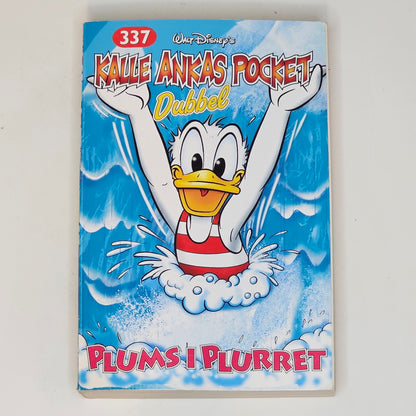 337
Walt Disney's
KALLE ANKAS POCKET
Dubbel
PLUMS I PLURRET